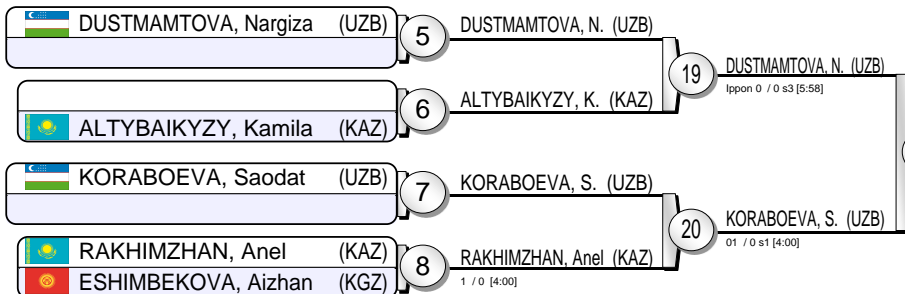 DUSTMAMTOVA, Nargiza (UZB)
5
DUSTMAMTOVA, N. (UZB)
19
DUSTMAMTOVA, N. (UZB)
Ippon 0 / 0 s3 [5:58]
6
ALTYBAIKYZY, K. (KAZ)
ALTYBAIKYZY, Kamila (KAZ)
KORABOEVA, Saodat (UZB)
7
KORABOEVA, S. (UZB)
20
KORABOEVA, S. (UZB)
01 / 0 s1 [4:00]
RAKHIMZHAN, Anel (KAZ)
8
RAKHIMZHAN, Anel (KAZ)
1 / 0 [4:00]
ESHIMBEKOVA, Aizhan (KGZ)